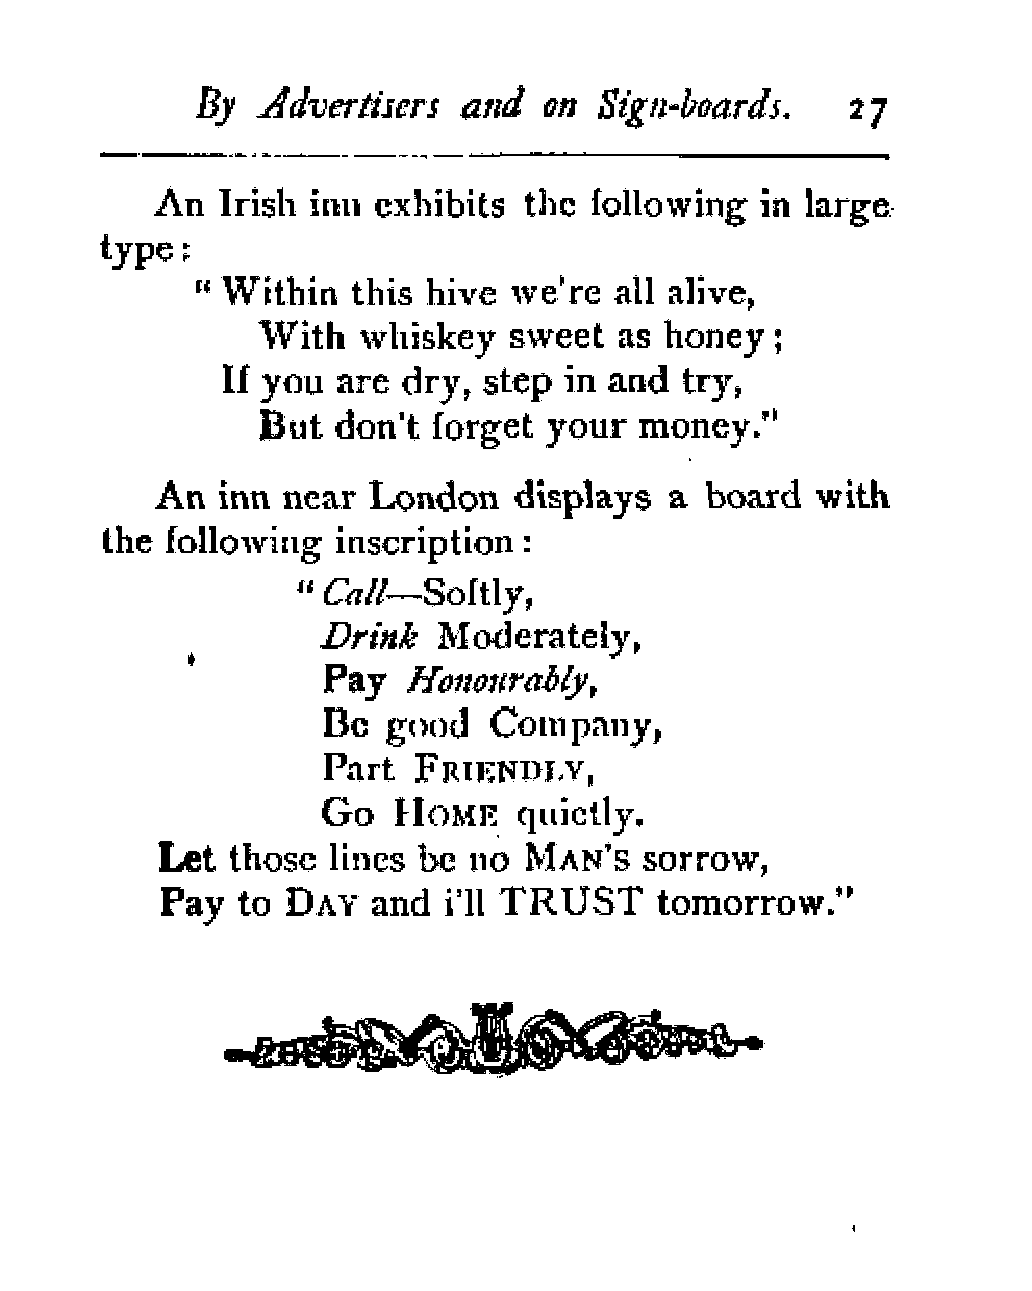 By Advertisers and on Sign-boards. 27
An Irish inn exhibits the following in large
type:
"Within this hive we're all alive,
With whiskey sweet as honey;
If you are dry, step in and try,
But don't forget your money."
An inn near London displays a board with
the following inscription:
"Call—Softly,
Drink Moderately,
Pay Honourably,
Be good Company,
Part FRIENDLY,
Go HOME quietly.
Let those lines be no MAN'S sorrow,
Pay to DAY and i'll TRUST tomorrow."